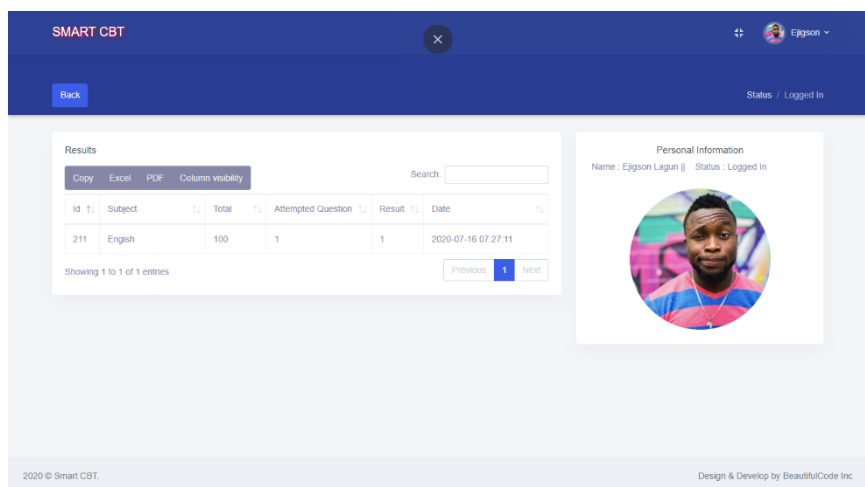 SMART CBT
Ejigson
Back
Status / Logged In
Results
Copy Excel PDF Column visibility
Search:
Id Subject Total Attempted Question Result Date
211 Engish 100 1 1 2020-07-16 07:27:11
Showing 1 to 1 of 1 entries
Previous 1 Next
Personal Information
Name : Ejigson Lagun || Status : Logged In
2020 © Smart CBT.
Design & Develop by BeautifulCode Inc